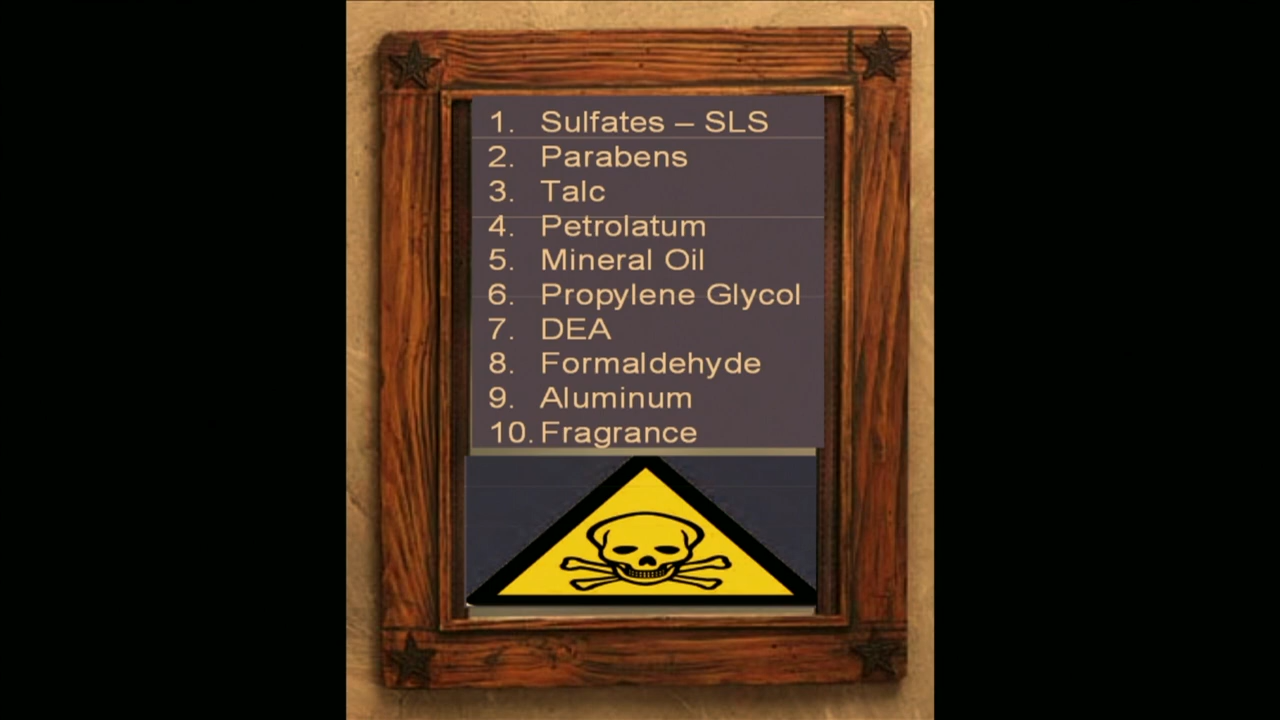 1. Sulfates – SLS
2. Parabens
3. Talc
4. Petrolatum
5. Mineral Oil
6. Propylene Glycol
7. DEA
8. Formaldehyde
9. Aluminum
10. Fragrance